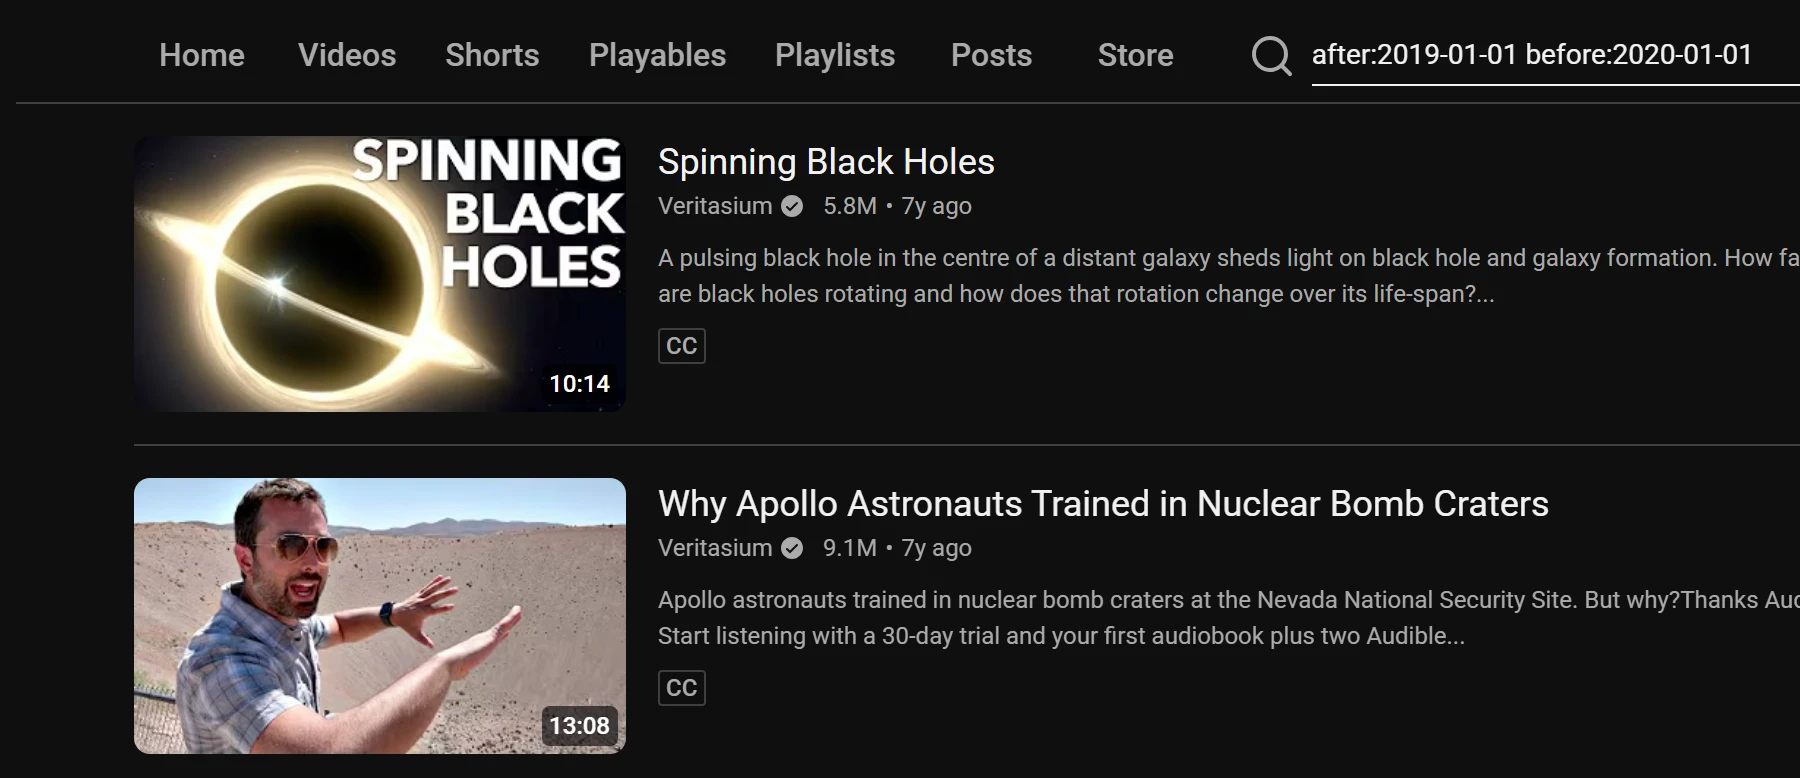 Home Videos Shorts Playables Playlists Posts Store after:2019-01-01 before:2020-01-01
SPINNING
BLACK
HOLES
10:14
Spinning Black Holes
Veritasium 5.8M • 7y ago
A pulsing black hole in the centre of a distant galaxy sheds light on black hole and galaxy formation. How
are black holes rotating and how does that rotation change over its life-span?...
CC
13:08
Why Apollo Astronauts Trained in Nuclear Bomb Craters
Veritasium 9.1M • 7y ago
Apollo astronauts trained in nuclear bomb craters at the Nevada National Security Site. But why?Thanks
Start listening with a 30-day trial and your first audiobook plus two Audible...
CC